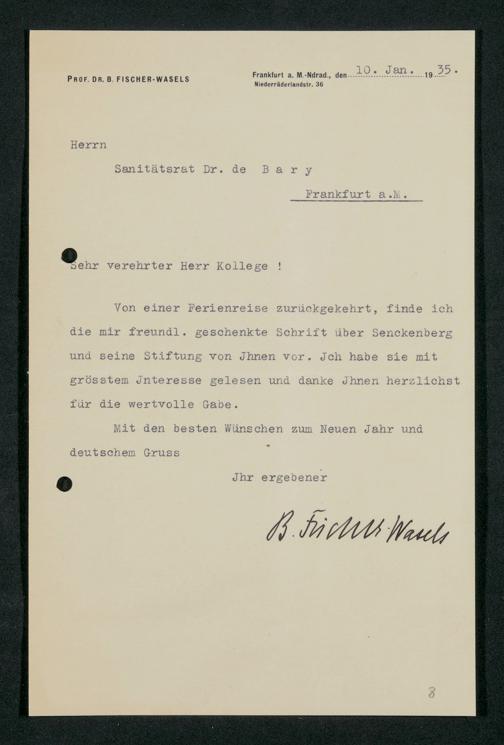 PROF. DR. B. FISCHER-WASELS
Frankfurt a. M.-Ndrad., den 10. Jan. 1935.
Niederräderlandstr. 36
Herrn
Sanitätsrat Dr. de B a r y
Frankfurt a.M.
Sehr verehrter Herr Kollege !
Von einer Ferienreise zurückgekehrt, finde ich
die mir freundl. geschenkte Schrift über Senckenberg
und seine Stiftung von Jhnen vor. Jch habe sie mit
grösstem Jnteresse gelesen und danke Jhnen herzlichst
für die wertvolle Gabe.
Mit den besten Wünschen zum Neuen Jahr und
deutschem Gruss
Jhr ergebener
B. Fischer-Wasels
8